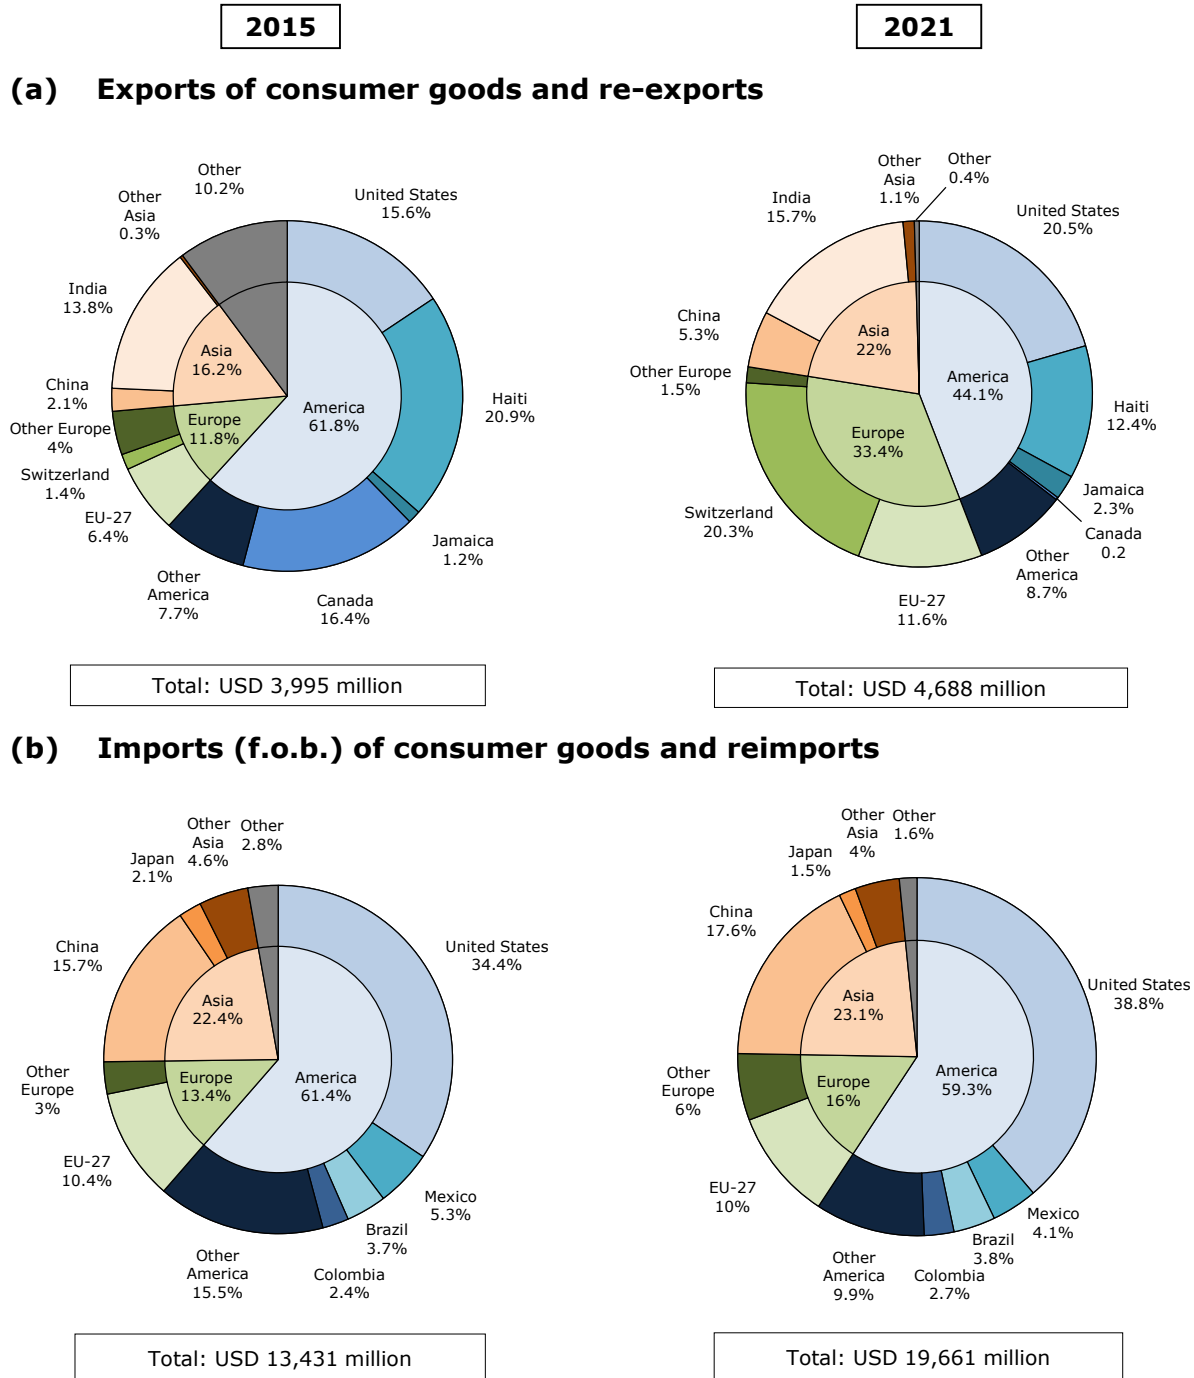 2015
2021
(a) Exports of consumer goods and re-exports
Other
10.2%
Other
Asia
0.3%
United States
15.6%
India
13.8%
Asia
16.2%
China
2.1%
Other Europe
4%
Europe
11.8%
America
61.8%
Haiti
20.9%
Switzerland
1.4%
EU-27
6.4%
Jamaica
1.2%
Other
America
7.7%
Canada
16.4%
Total: USD 3,995 million
Other
Asia
1.1%
Other
0.4%
India
15.7%
United States
20.5%
China
5.3%
Asia
22%
Other Europe
1.5%
America
44.1%
Europe
33.4%
Haiti
12.4%
Switzerland
20.3%
Jamaica
2.3%
Canada
0.2
Other
America
8.7%
EU-27
11.6%
Total: USD 4,688 million
(b) Imports (f.o.b.) of consumer goods and reimports
Other
Asia
4.6%
Other
2.8%
Japan
2.1%
China
15.7%
United States
34.4%
Asia
22.4%
Other
Europe
3%
Europe
13.4%
America
61.4%
EU-27
10.4%
Mexico
5.3%
Brazil
3.7%
Other
America
15.5%
Colombia
2.4%
Total: USD 13,431 million
Other
Asia
4%
Other
1.6%
Japan
1.5%
China
17.6%
United States
38.8%
Asia
23.1%
Other
Europe
6%
Europe
16%
America
59.3%
EU-27
10%
Mexico
4.1%
Brazil
3.8%
Other
America
9.9%
Colombia
2.7%
Total: USD 19,661 million